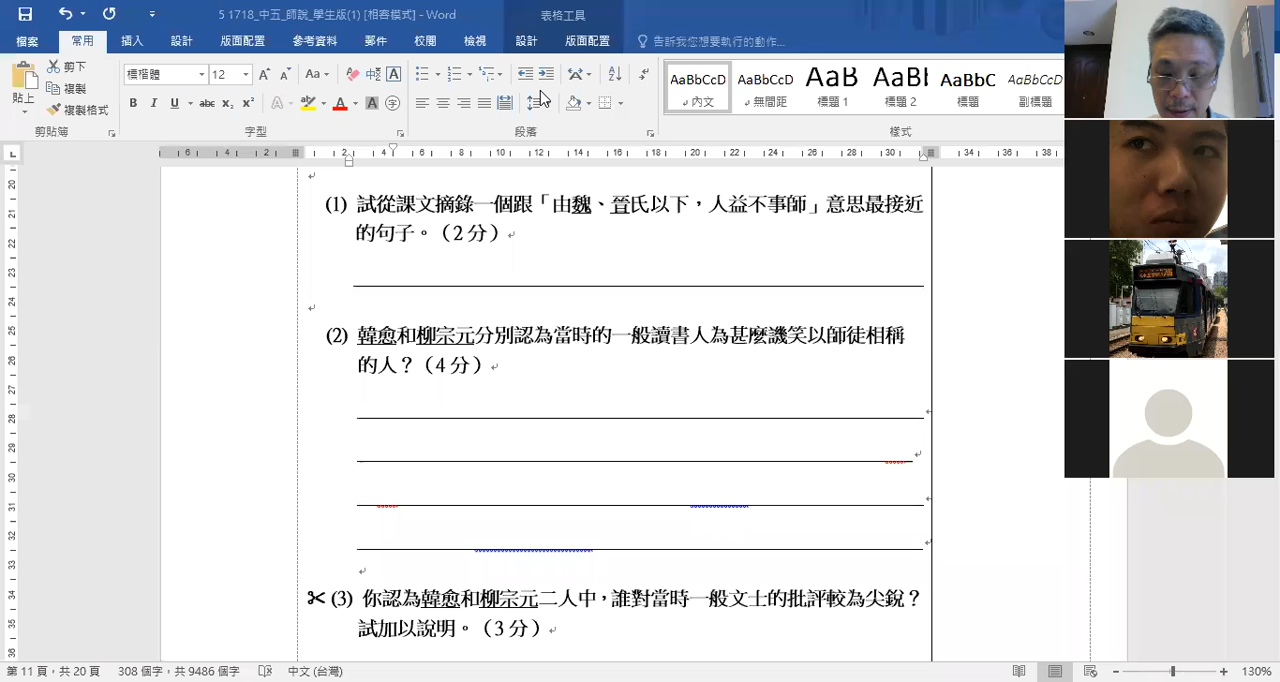 5 1718_中五_師說_學生版(1) [相容模式] - Word
表格工具
檔案 常用 插入 設計 版面配置 參考資料 郵件 校閱 檢視 設計 版面配置 告訴我您想要執行的動作...
貼上 剪下
複製
複製格式
標楷體 12
AaBbCcD AaBbCcD AaB AaBl AaBbC AaBbCcD
內文 無間距 標題 1 標題 2 標題 副標題
剪貼簿 字型 段落 樣式
(1) 試從課文摘錄一個跟「由魏、晉氏以下，人益不事師」意思最接近
的句子。（2 分）
(2) 韓愈和柳宗元分別認為當時的一般讀書人為甚麼譏笑以師徒相稱
的人？（4 分）
(3) 你認為韓愈和柳宗元二人中，誰對當時一般文士的批評較為尖銳？
試加以說明。（3 分）
第 11 頁，共 20 頁 308 個字，共 9486 個字 中文 (台灣) 130%